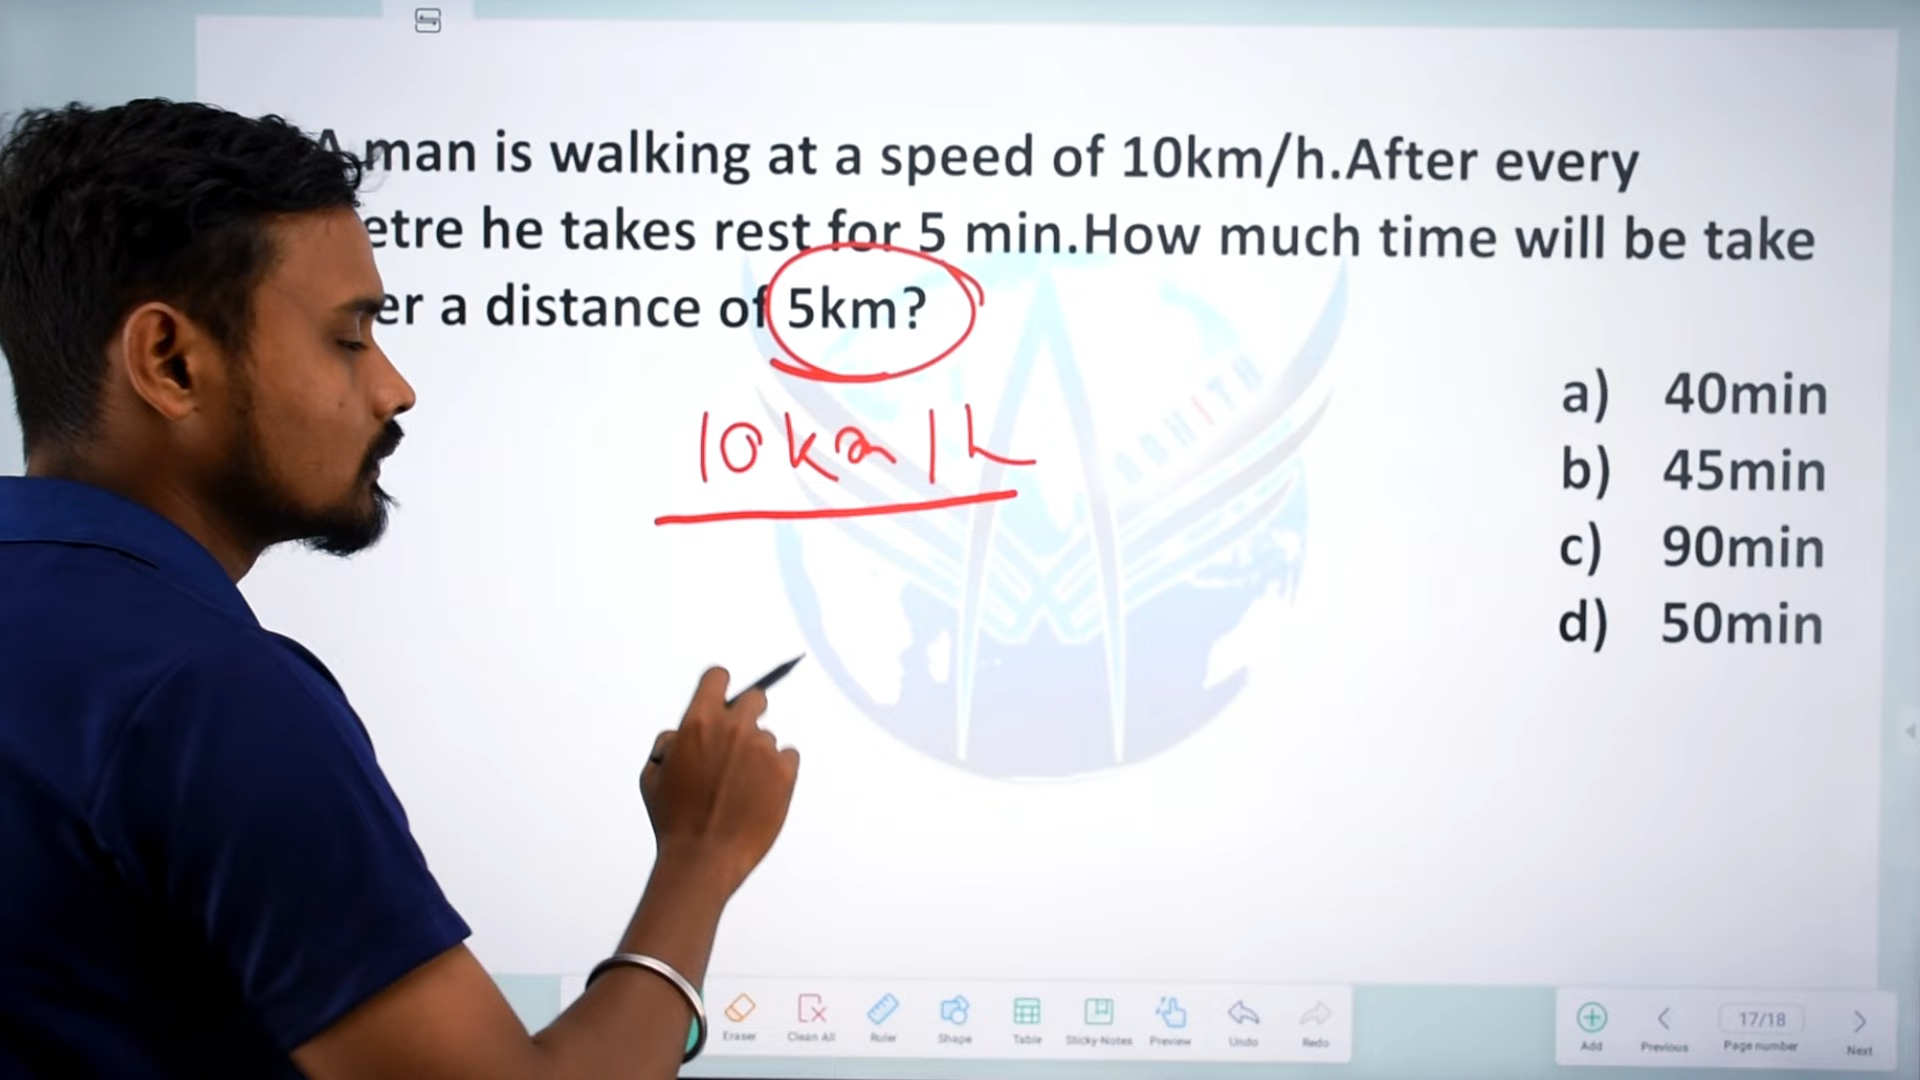 man is walking at a speed of 10km/h.After every
etre he takes rest for 5 min.How much time will be take
er a distance of 5km?
10km/h
ABHITH
a) 40min
b) 45min
c) 90min
d) 50min
Eraser Clean All Ruler Shape Table Sticky Notes Preview Undo Redo
Add Previous 17/18 Page number Next